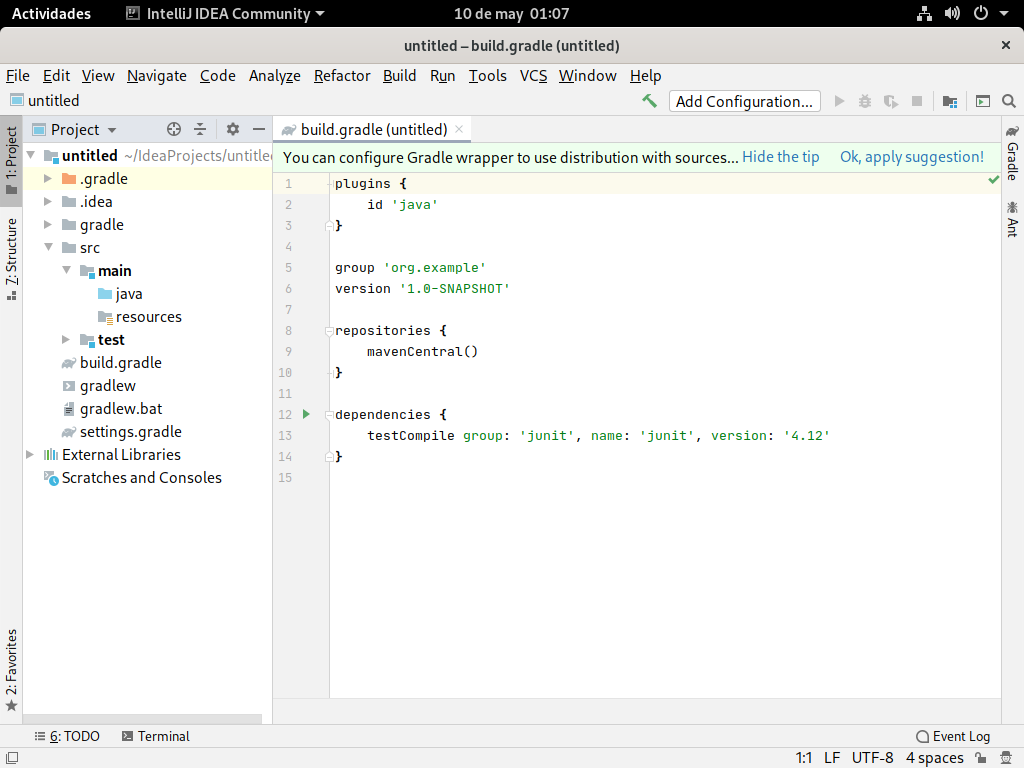 Actividades IntelliJ IDEA Community 10 de may 01:07
untitled – build.gradle (untitled)
File Edit View Navigate Code Analyze Refactor Build Run Tools VCS Window Help
untitled Add Configuration...
1: Project
Z: Structure
2: Favorites
Project
untitled ~/IdeaProjects/untitled
.gradle
.idea
gradle
src
main
java
resources
test
build.gradle
gradlew
gradlew.bat
settings.gradle
External Libraries
Scratches and Consoles
build.gradle (untitled)
You can configure Gradle wrapper to use distribution with sources... Hide the tip Ok, apply suggestion!
1 plugins {
2 id 'java'
3 }
4
5 group 'org.example'
6 version '1.0-SNAPSHOT'
7
8 repositories {
9 mavenCentral()
10 }
11
12 dependencies {
13 testCompile group: 'junit', name: 'junit', version: '4.12'
14 }
15
Gradle
Ant
6: TODO Terminal Event Log
1:1 LF UTF-8 4 spaces